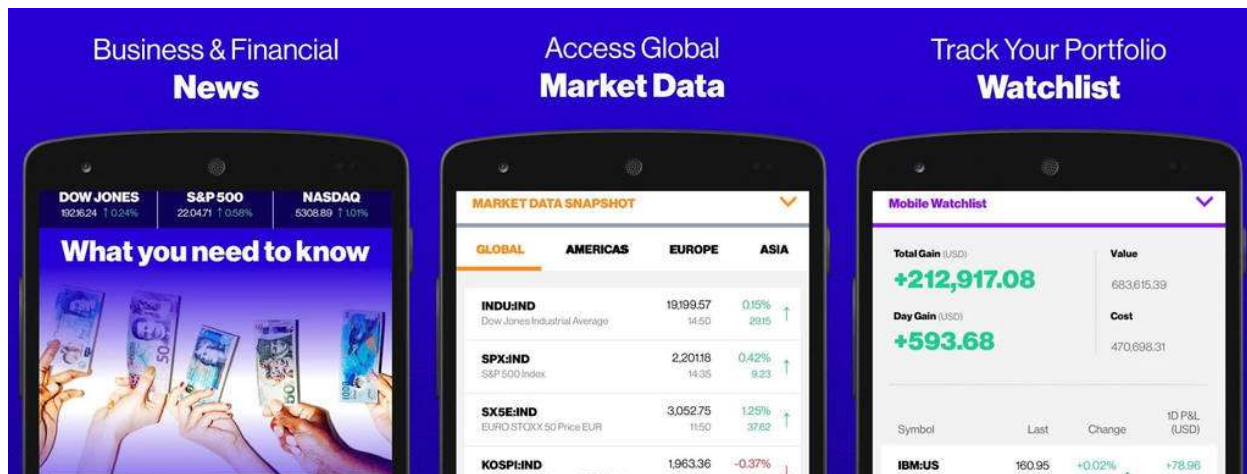 Business & Financial
News
DOW JONES
S&P 500
NASDAQ
19216.24 ↑ 0.24%
2204.71 ↑ 0.58%
5308.89 ↑ 1.01%
What you need to know
50
50
1000
Access Global
Market Data
MARKET DATA SNAPSHOT
GLOBAL
AMERICAS
EUROPE
ASIA
INDU:IND
19,199.57
0.15%
↑
Dow Jones Industrial Average
14:50
29.15
SPX:IND
2,201.18
0.42%
↑
S&P 500 Index
14:35
9.23
SX5E:IND
3,052.75
1.25%
↑
EURO STOXX 50 Price EUR
11:50
37.62
KOSPI:IND
1,963.36
-0.37%
Track Your Portfolio
Watchlist
Mobile Watchlist
Total Gain (USD)
+212,917.08
Value
683,615.39
Day Gain (USD)
+593.68
Cost
470,698.31
Symbol
Last
Change
1D P&L
(USD)
IBM:US
160.95
+0.02%
+78.96